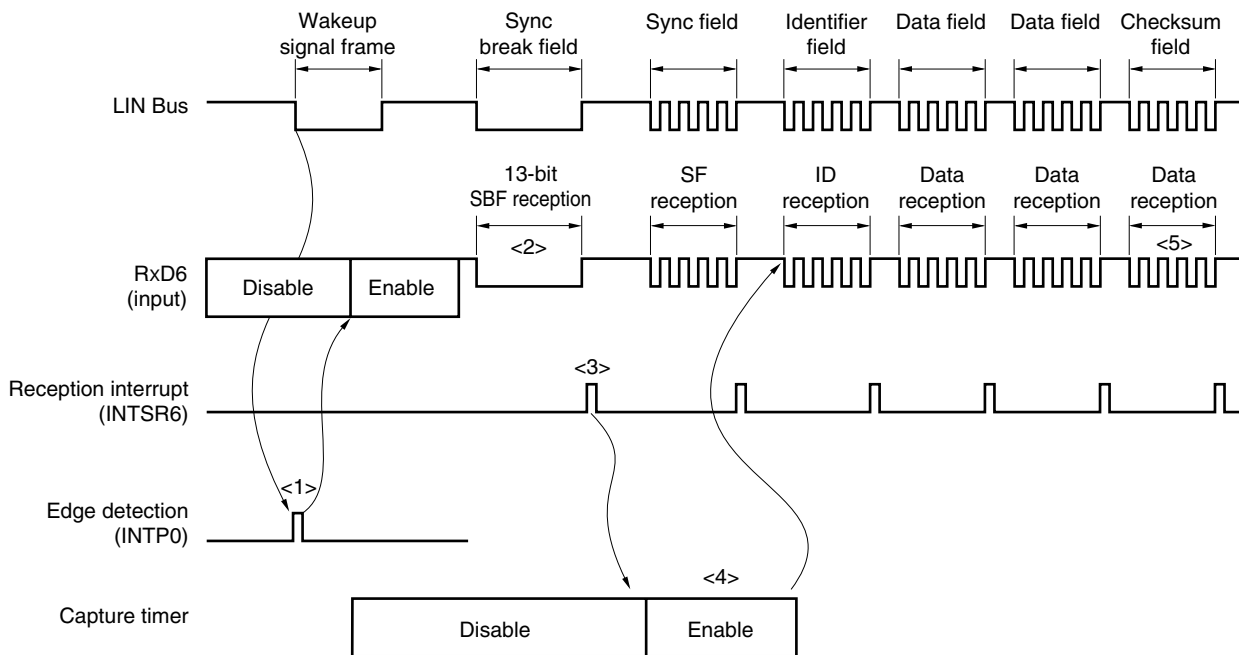 Wakeup
signal frame
Sync
break field
Sync field
Identifier
field
Data field
Data field
Checksum
field
LIN Bus
13-bit
SBF reception
SF
reception
ID
reception
Data
reception
Data
reception
Data
reception
<2>
<5>
RxD6
(input)
Disable
Enable
Reception interrupt
(INTSR6)
<3>
Edge detection
(INTP0)
<1>
Capture timer
Disable
Enable
<4>